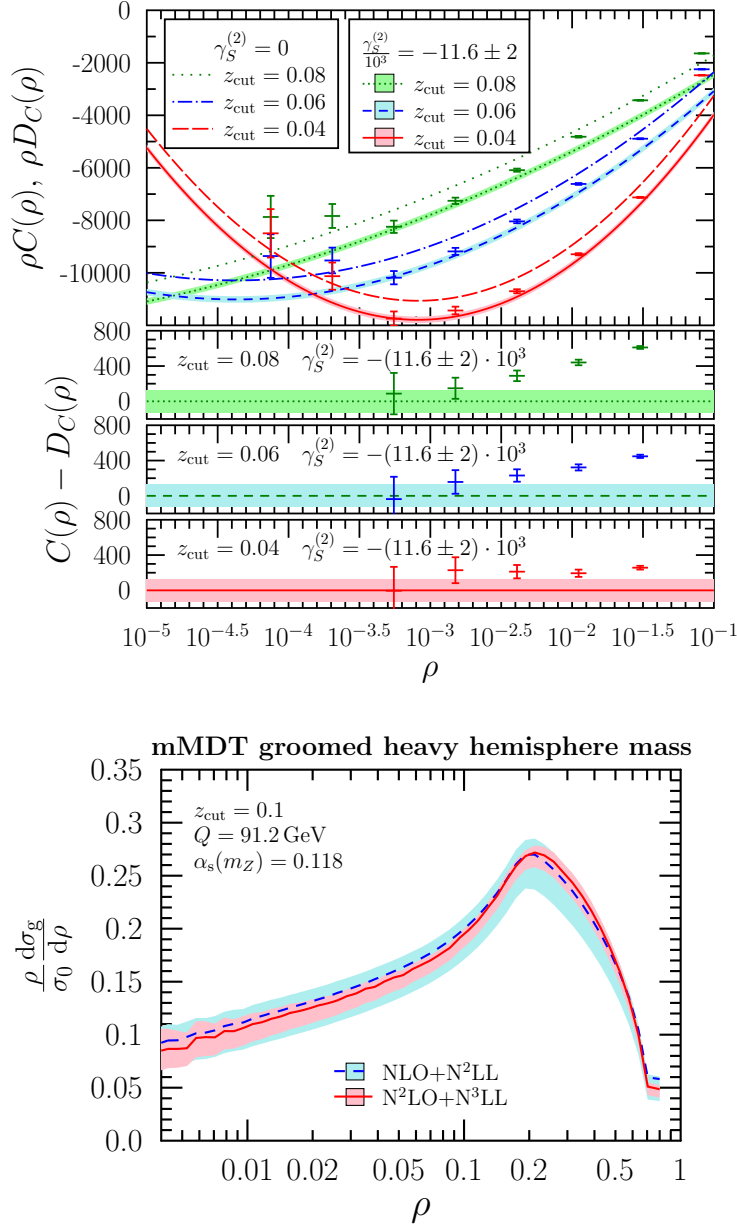 0
-2000
-4000
-6000
-8000
-10000
ρC(ρ), ρD_C(ρ)
γ_S^(2) = 0
z_cut = 0.08
z_cut = 0.06
z_cut = 0.04
γ_S^(2)/10^3 = −11.6 ± 2
z_cut = 0.08
z_cut = 0.06
z_cut = 0.04
800
400
0
z_cut = 0.08 γ_S^(2) = −(11.6 ± 2) · 10^3
800
400
0
z_cut = 0.06 γ_S^(2) = −(11.6 ± 2) · 10^3
800
400
0
z_cut = 0.04 γ_S^(2) = −(11.6 ± 2) · 10^3
C(ρ) − D_C(ρ)
10^-5 10^-4.5 10^-4 10^-3.5 10^-3 10^-2.5 10^-2 10^-1.5 10^-1
ρ
mMDT groomed heavy hemisphere mass
0.35
0.3
0.25
0.2
0.15
0.1
0.05
0.0
ρ/σ_0 dσ_g/dρ
z_cut = 0.1
Q = 91.2 GeV
α_s(m_Z) = 0.118
NLO+N^2LL
N^2LO+N^3LL
0.01 0.02 0.05 0.1 0.2 0.5 1
ρ